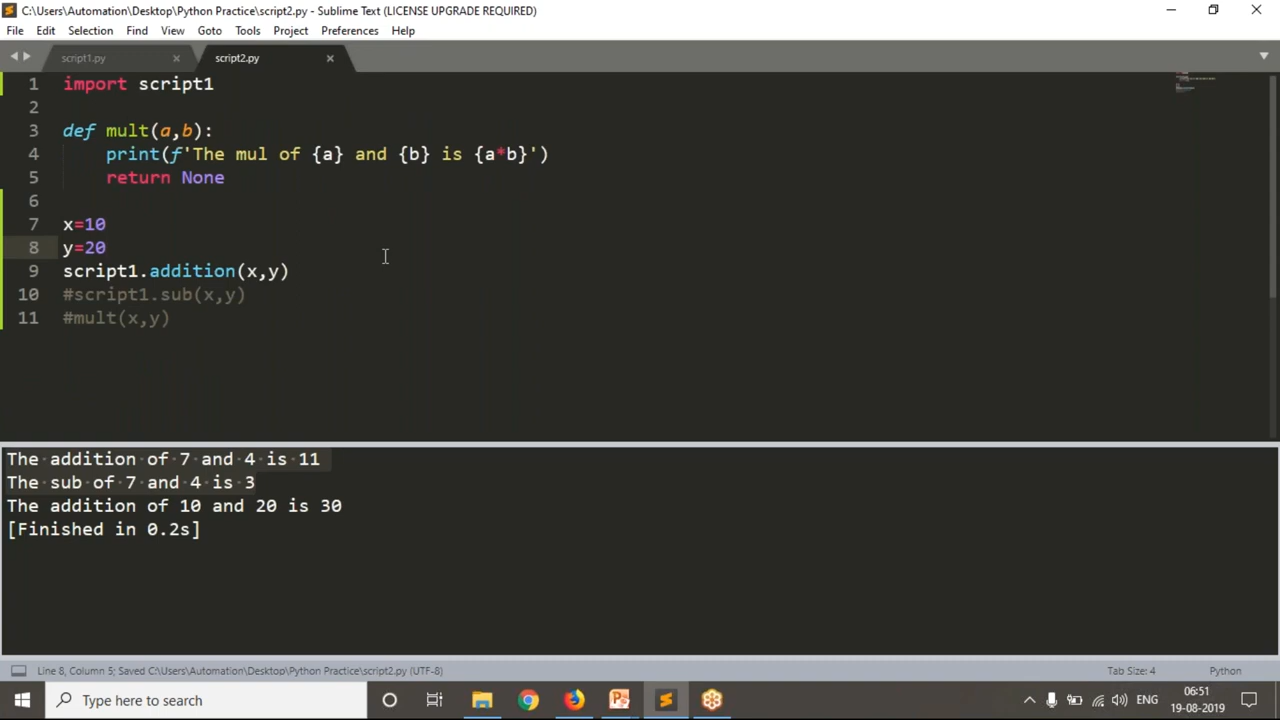 C:\Users\Automation\Desktop\Python Practice\script2.py - Sublime Text (LICENSE UPGRADE REQUIRED)
File Edit Selection Find View Goto Tools Project Preferences Help
script1.py × script2.py ×
1 import script1
2
3 def mult(a,b):
4 print(f'The mul of {a} and {b} is {a*b}')
5 return None
6
7 x=10
8 y=20
9 script1.addition(x,y)
10 #script1.sub(x,y)
11 #mult(x,y)
The addition of 7 and 4 is 11
The sub of 7 and 4 is 3
The addition of 10 and 20 is 30
[Finished in 0.2s]
Line 8, Column 5; Saved C:\Users\Automation\Desktop\Python Practice\script2.py (UTF-8) Tab Size: 4 Python
Type here to search ENG 06:51
19-08-2019